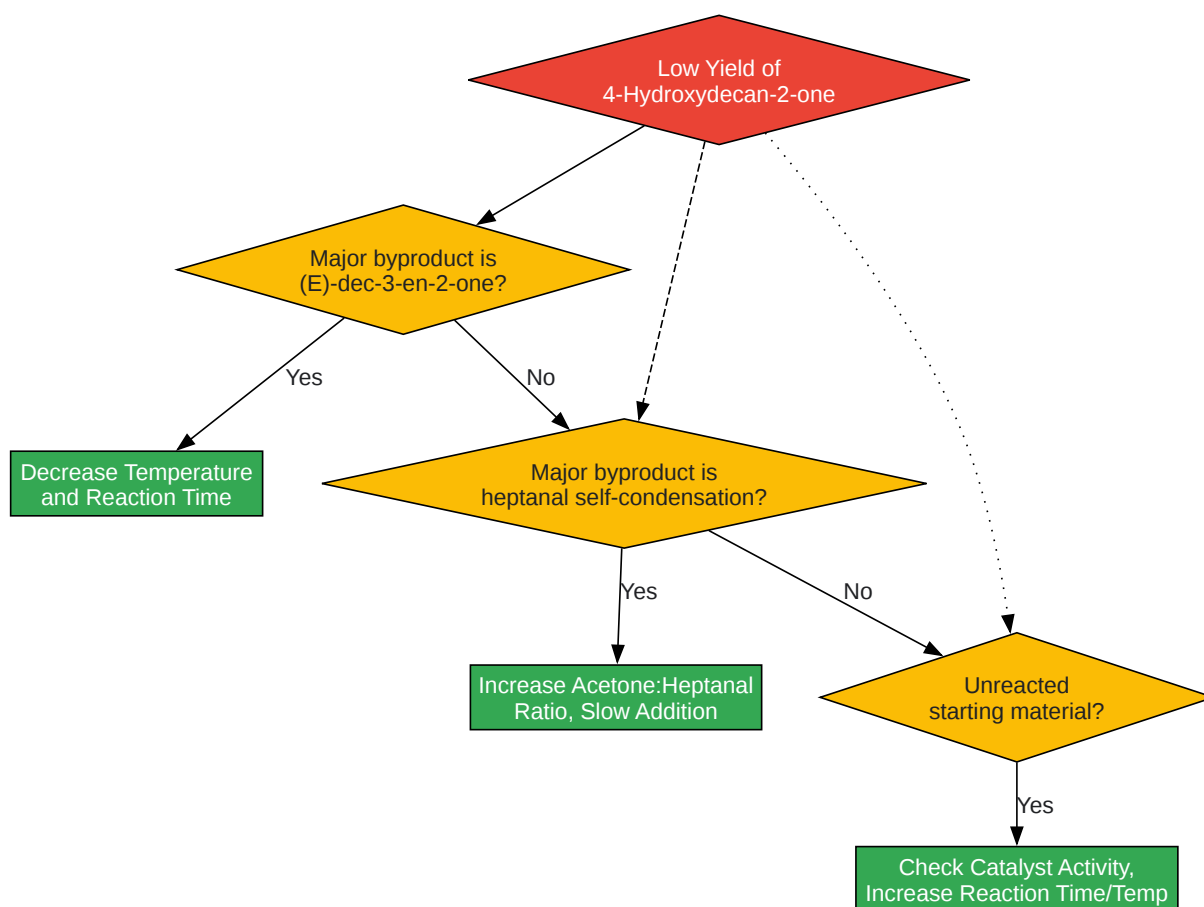 Low Yield of
4-Hydroxydecan-2-one
Major byproduct is
(E)-dec-3-en-2-one?
Yes
No
Decrease Temperature
and Reaction Time
Major byproduct is
heptanal self-condensation?
Yes
No
Increase Acetone:Heptanal
Ratio, Slow Addition
Unreacted
starting material?
Yes
Check Catalyst Activity,
Increase Reaction Time/Temp